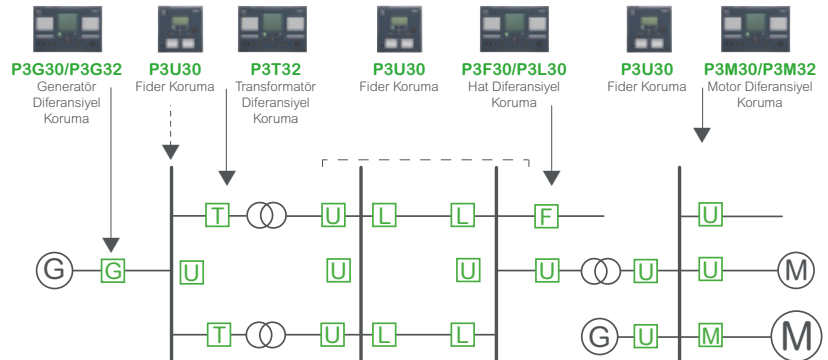 P3G30/P3G32
Generatör
Diferansiyel
Koruma
P3U30
Fider Koruma
P3T32
Transformatör
Diferansiyel
Koruma
P3U30
Fider Koruma
P3F30/P3L30
Hat Diferansiyel
Koruma
P3U30
Fider Koruma
P3M30/P3M32
Motor Diferansiyel
Koruma
T U L L F U
G G U U U U U U M
T U L L G U M M